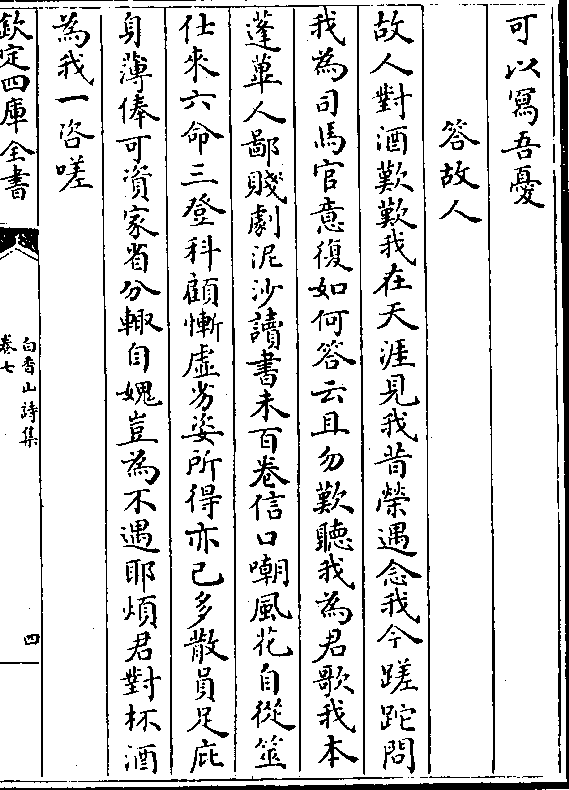 可以寫吾憂
答故人
故人對酒歎歎我在天涯見我昔榮遇念我今蹉跎問
我為司馬官意復如何答云且勿歎聽我為君歌我本
蓬蓽人鄙賤劇泥沙讀書未百卷信口嘲風花自從筮
仕來六命三登科顧慚虛劣姿所得亦已多散員足庇
身薄俸可資家省分輙自媿豈為不遇耶煩君對杯酒
為我一咨嗟
欽定四庫全書
白香山詩集
卷七
四